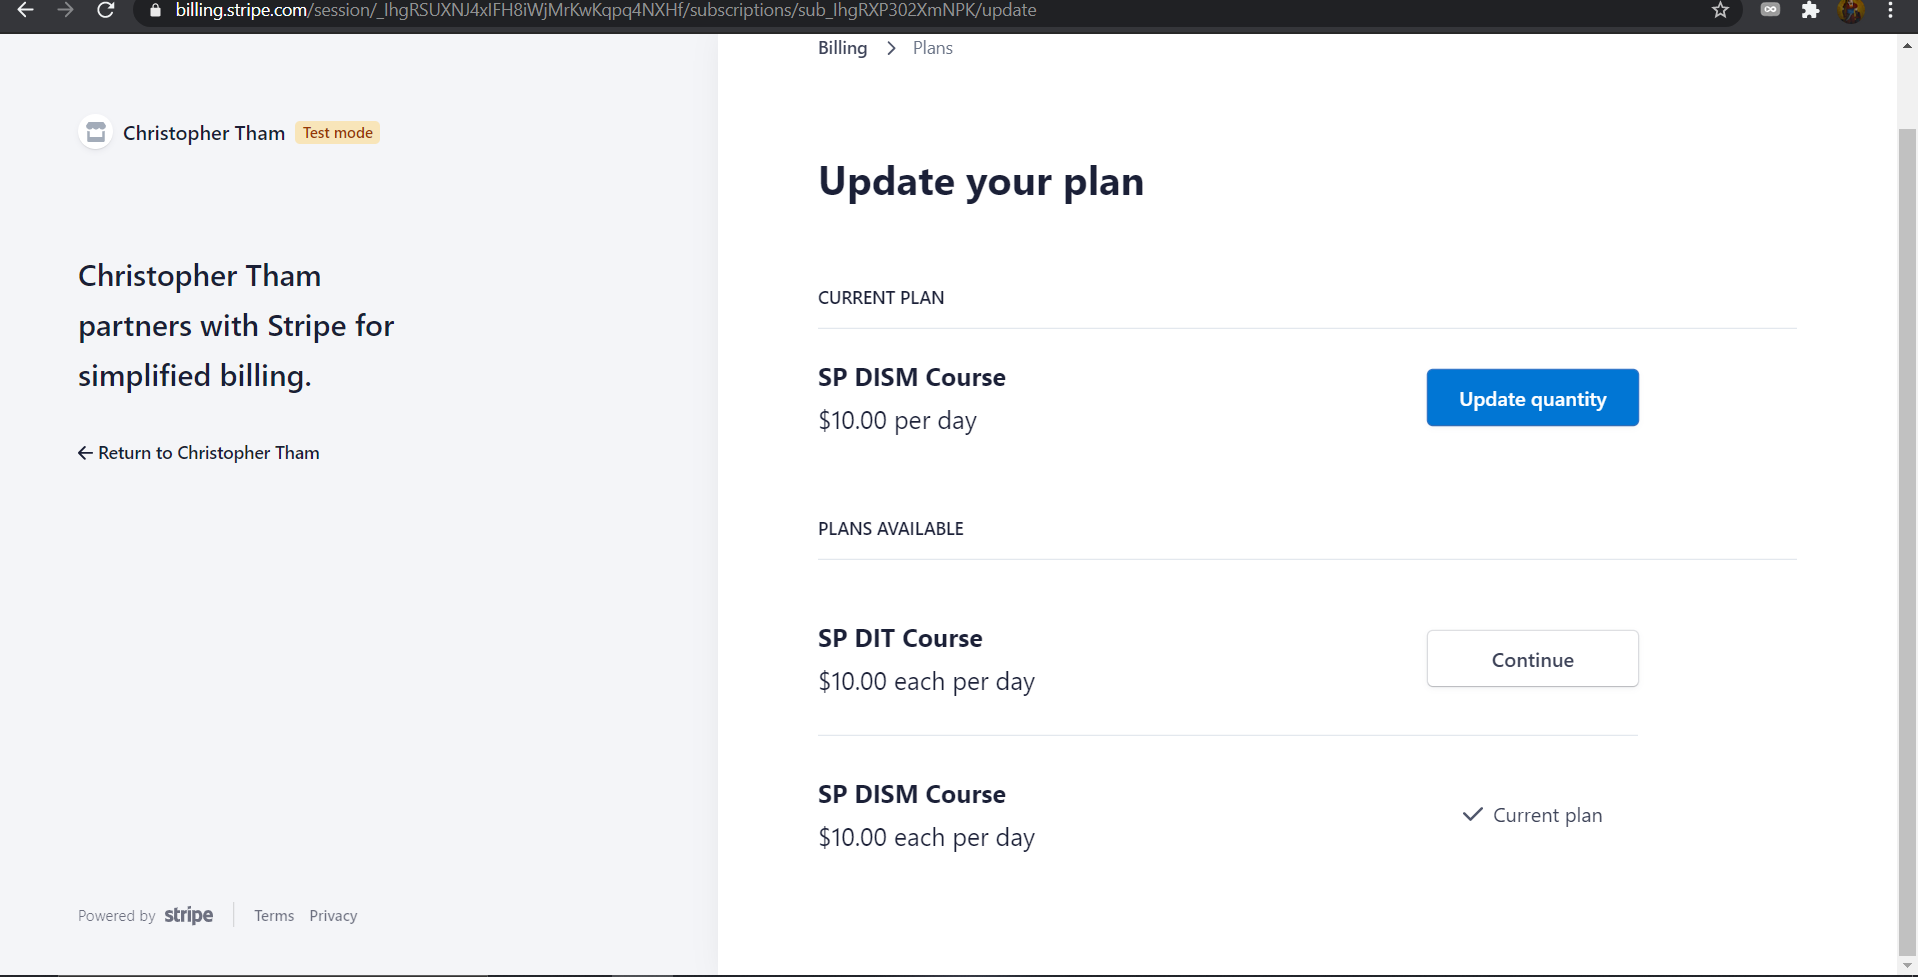 billing.stripe.com/session/_IhgRSUXNJ4xIFH8iWjMrKwKqpq4NXHf/subscriptions/sub_IhgRXP302XmNPK/update
Billing > Plans
Christopher Tham Test mode
Christopher Tham
partners with Stripe for
simplified billing.
← Return to Christopher Tham
Powered by stripe
Terms Privacy
Update your plan
CURRENT PLAN
SP DISM Course
$10.00 per day
Update quantity
PLANS AVAILABLE
SP DIT Course
$10.00 each per day
Continue
SP DISM Course
$10.00 each per day
✓ Current plan